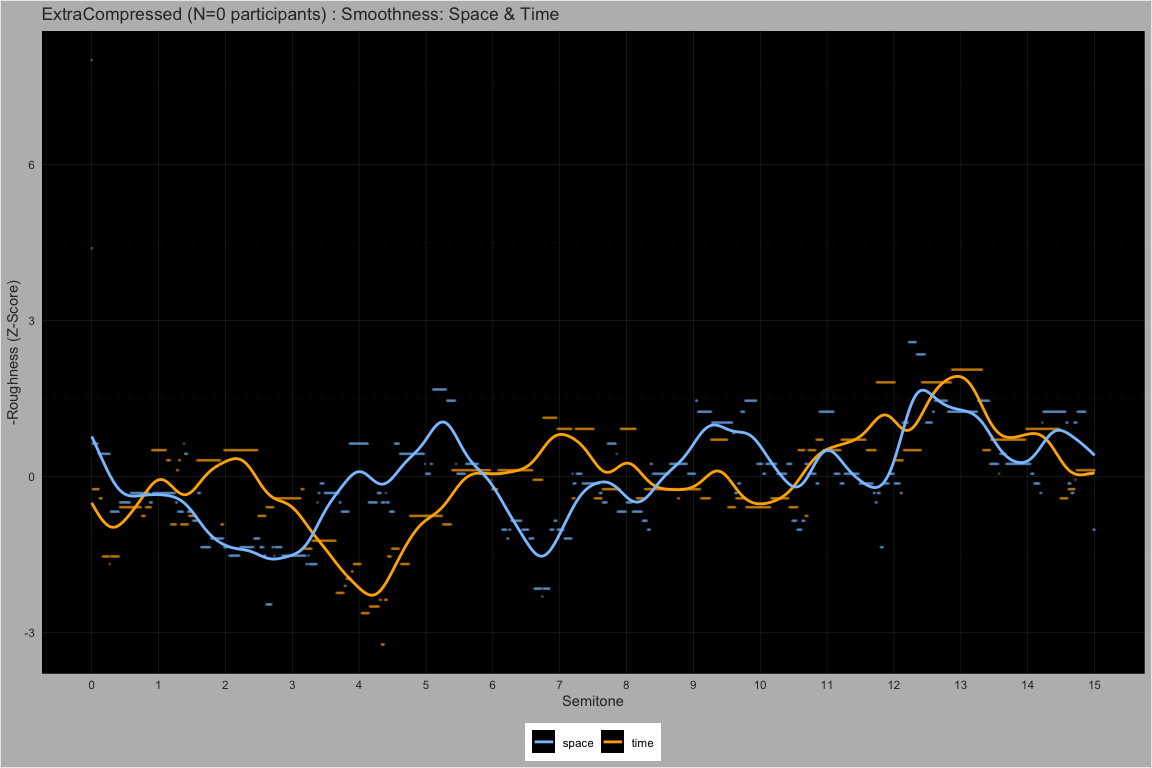 ExtraCompressed (N=0 participants) : Smoothness: Space & Time
-Roughness (Z-Score)
6
3
0
-3
0 1 2 3 4 5 6 7 8 9 10 11 12 13 14 15
Semitone
space time